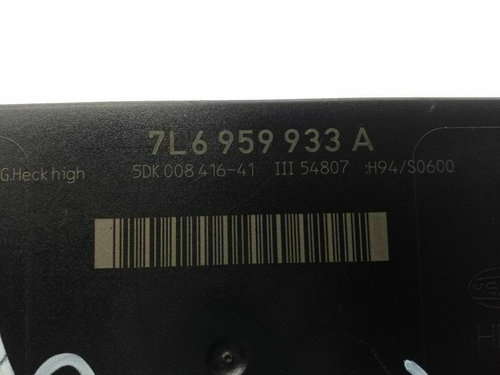 7L6 959 933 A
G.Heck high 5DK 008 416-41 III 54807 :H94/S0600
H